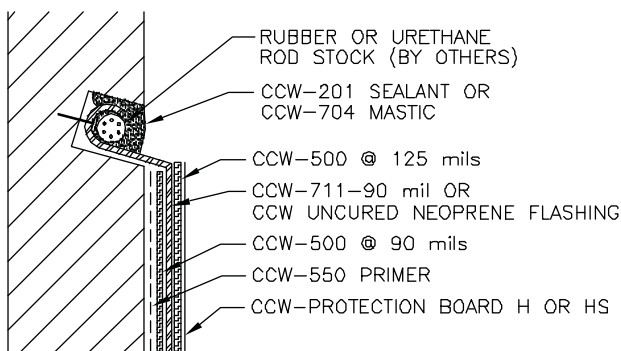 RUBBER OR URETHANE
ROD STOCK (BY OTHERS)
CCW-201 SEALANT OR
CCW-704 MASTIC
CCW-500 @ 125 mils
CCW-711-90 mil OR
CCW UNCURED NEOPRENE FLASHING
CCW-500 @ 90 mils
CCW-550 PRIMER
CCW-PROTECTION BOARD H OR HS